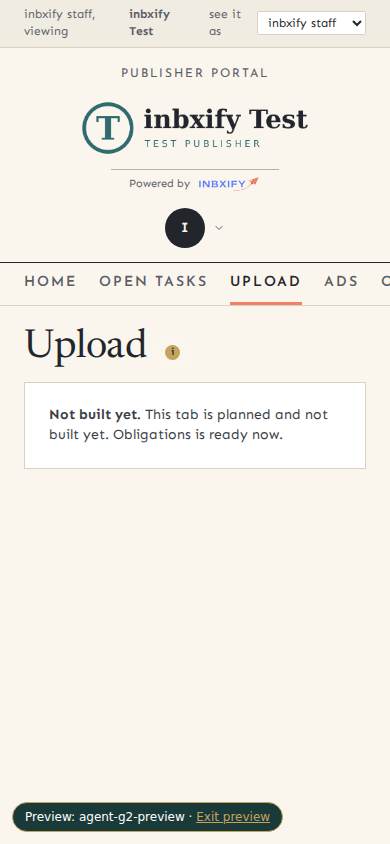 inbxify staff, viewing
inbxify Test
see it as
inbxify staff
PUBLISHER PORTAL
T
inbxify Test
TEST PUBLISHER
Powered by INBXIFY
I
HOME OPEN TASKS UPLOAD ADS
Upload i
Not built yet. This tab is planned and not
built yet. Obligations is ready now.
Preview: agent-g2-preview · Exit preview